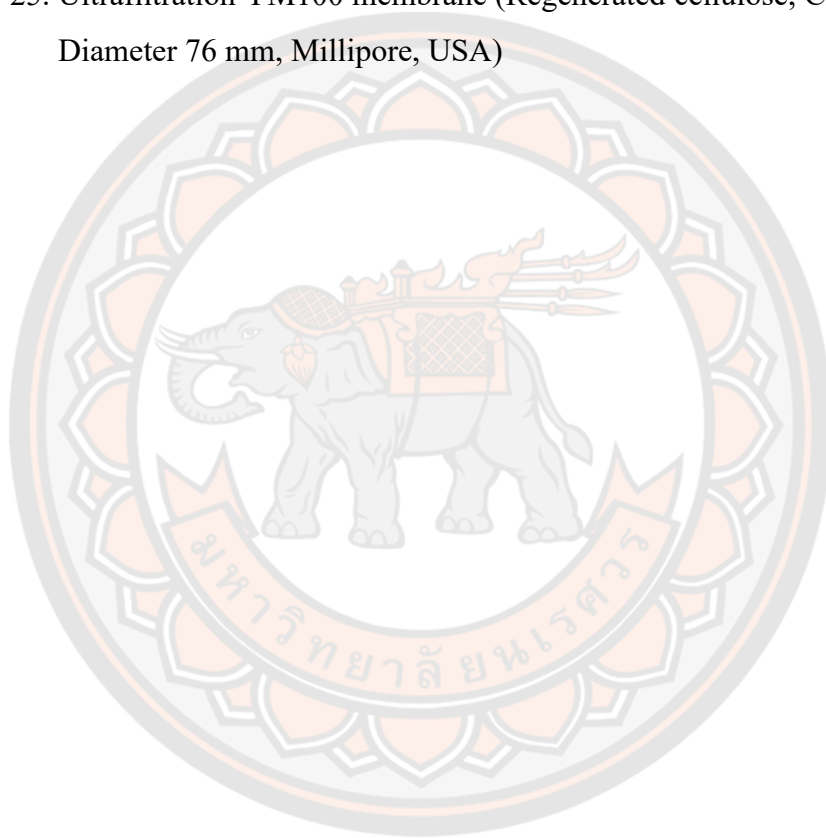 Ultrafiltration YM100 membrane (Regenerated cellulose,
Diameter 76 mm, Millipore, USA)
มหาวิทยาลัยนเรศวร